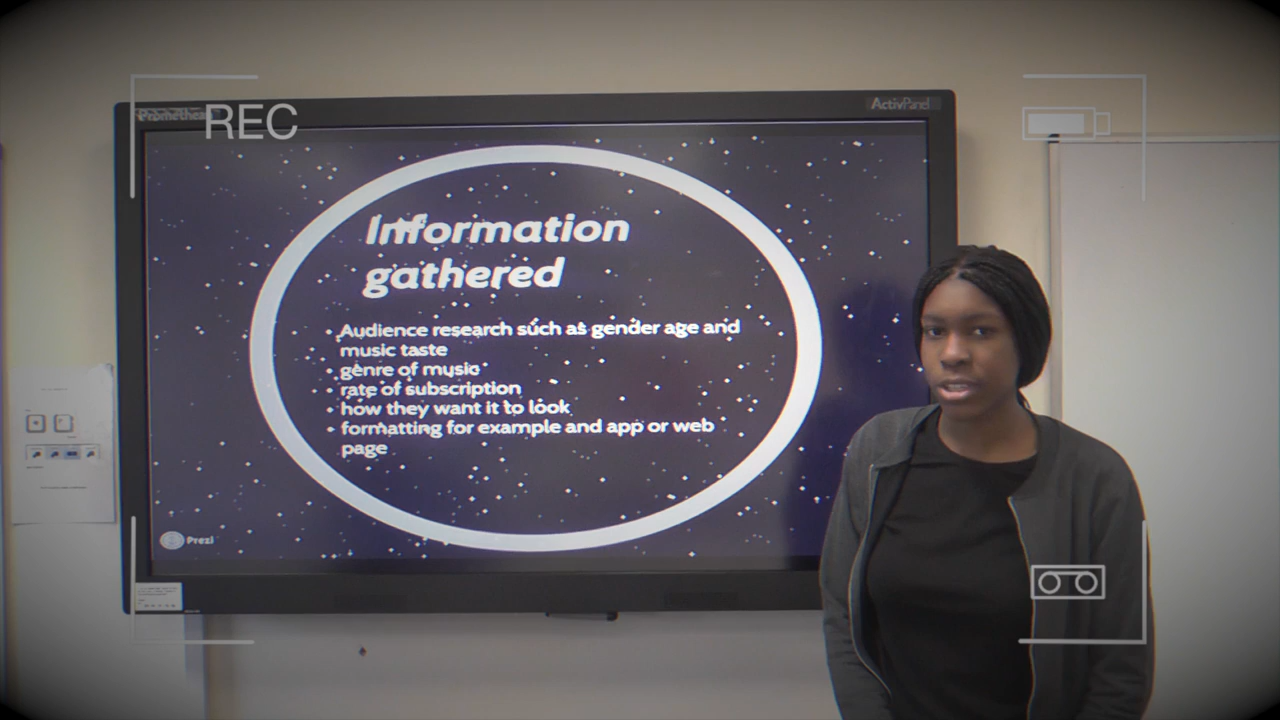 Promethean
ActivPanel
REC
Information
gathered
• Audience research such as gender age and
music taste
• genre of music
• rate of subscription
• how they want it to look
• formatting for example and app or web
page
Prezi